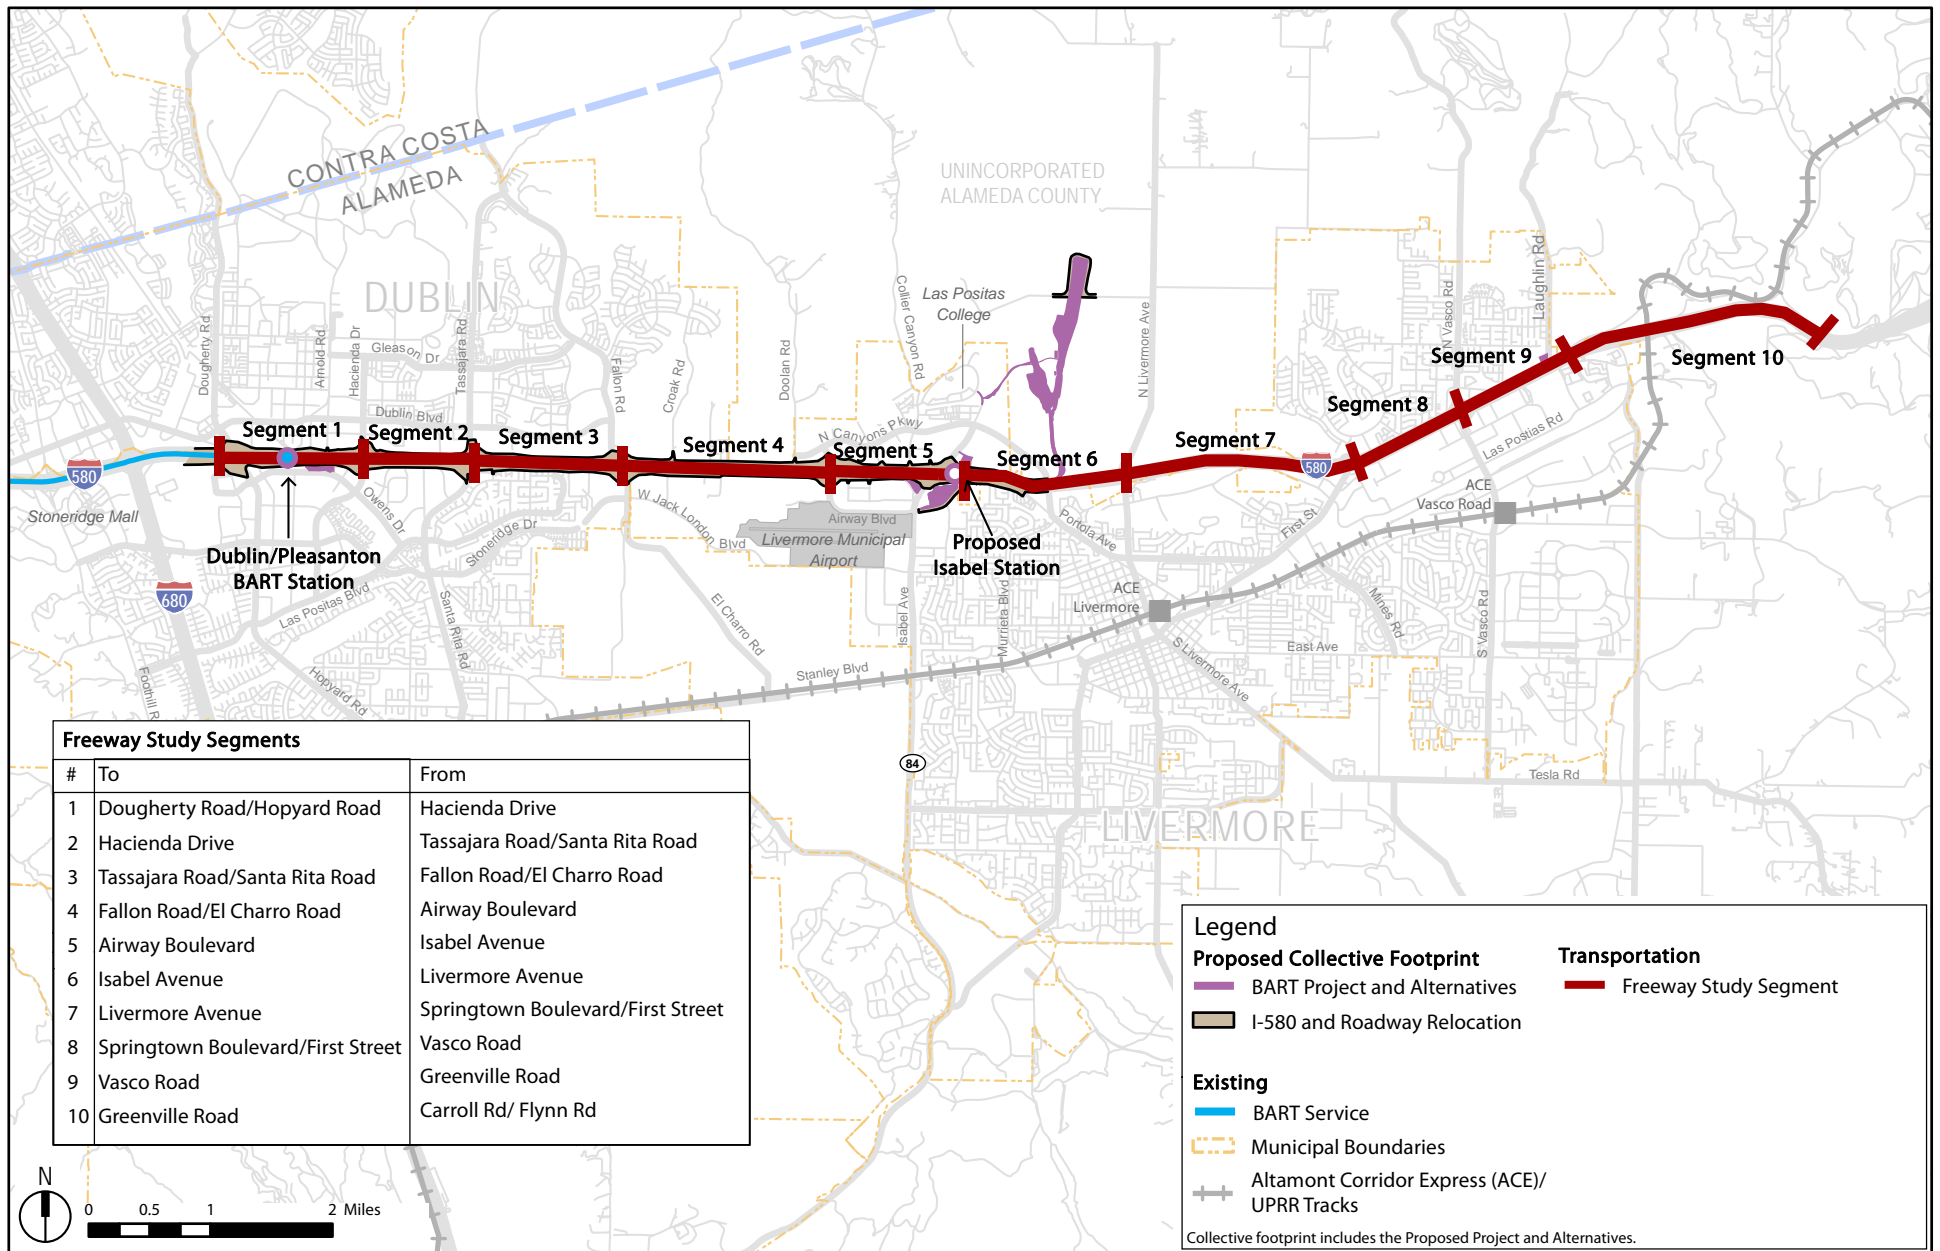 CONTRA COSTA
ALAMEDA
UNINCORPORATED
ALAMEDA COUNTY
DUBLIN
Las Positas
College
Dougherty Rd
Arnold Rd
Hacienda Dr
Gleason Dr
Tassajara Rd
Fallon Rd
Croak Rd
Doolan Rd
Collier Canyon Rd
N Livermore Ave
N Vasco Rd
Laughlin Rd
Dublin Blvd
N Canyons Pkwy
Segment 1
Segment 2
Segment 3
Segment 4
Segment 5
Segment 6
Segment 7
Segment 8
Segment 9
Segment 10
580
580
680
84
Stoneridge Mall
Dublin/Pleasanton
BART Station
Owens Dr
Stoneridge Dr
Las Positas Blvd
Santa Rita Rd
Hopyard Rd
Foothill R
W Jack London Blvd
El Charro Rd
Airway Blvd
Livermore Municipal
Airport
Proposed
Isabel Station
Isabel Ave
Murrieta Blvd
Portola Ave
Stanley Blvd
ACE
Livermore
First St
Las Postias Rd
ACE
Vasco Road
Mines Rd
S Vasco Rd
East Ave
S Livermore Ave
Tesla Rd
LIVERMORE
Freeway Study Segments
# To From
1 Dougherty Road/Hopyard Road Hacienda Drive
2 Hacienda Drive Tassajara Road/Santa Rita Road
3 Tassajara Road/Santa Rita Road Fallon Road/El Charro Road
4 Fallon Road/El Charro Road Airway Boulevard
5 Airway Boulevard Isabel Avenue
6 Isabel Avenue Livermore Avenue
7 Livermore Avenue Springtown Boulevard/First Street
8 Springtown Boulevard/First Street Vasco Road
9 Vasco Road Greenville Road
10 Greenville Road Carroll Rd/ Flynn Rd
N
0 0.5 1 2 Miles
Legend
Proposed Collective Footprint
BART Project and Alternatives
I-580 and Roadway Relocation
Transportation
Freeway Study Segment
Existing
BART Service
Municipal Boundaries
Altamont Corridor Express (ACE)/
UPRR Tracks
Collective footprint includes the Proposed Project and Alternatives.